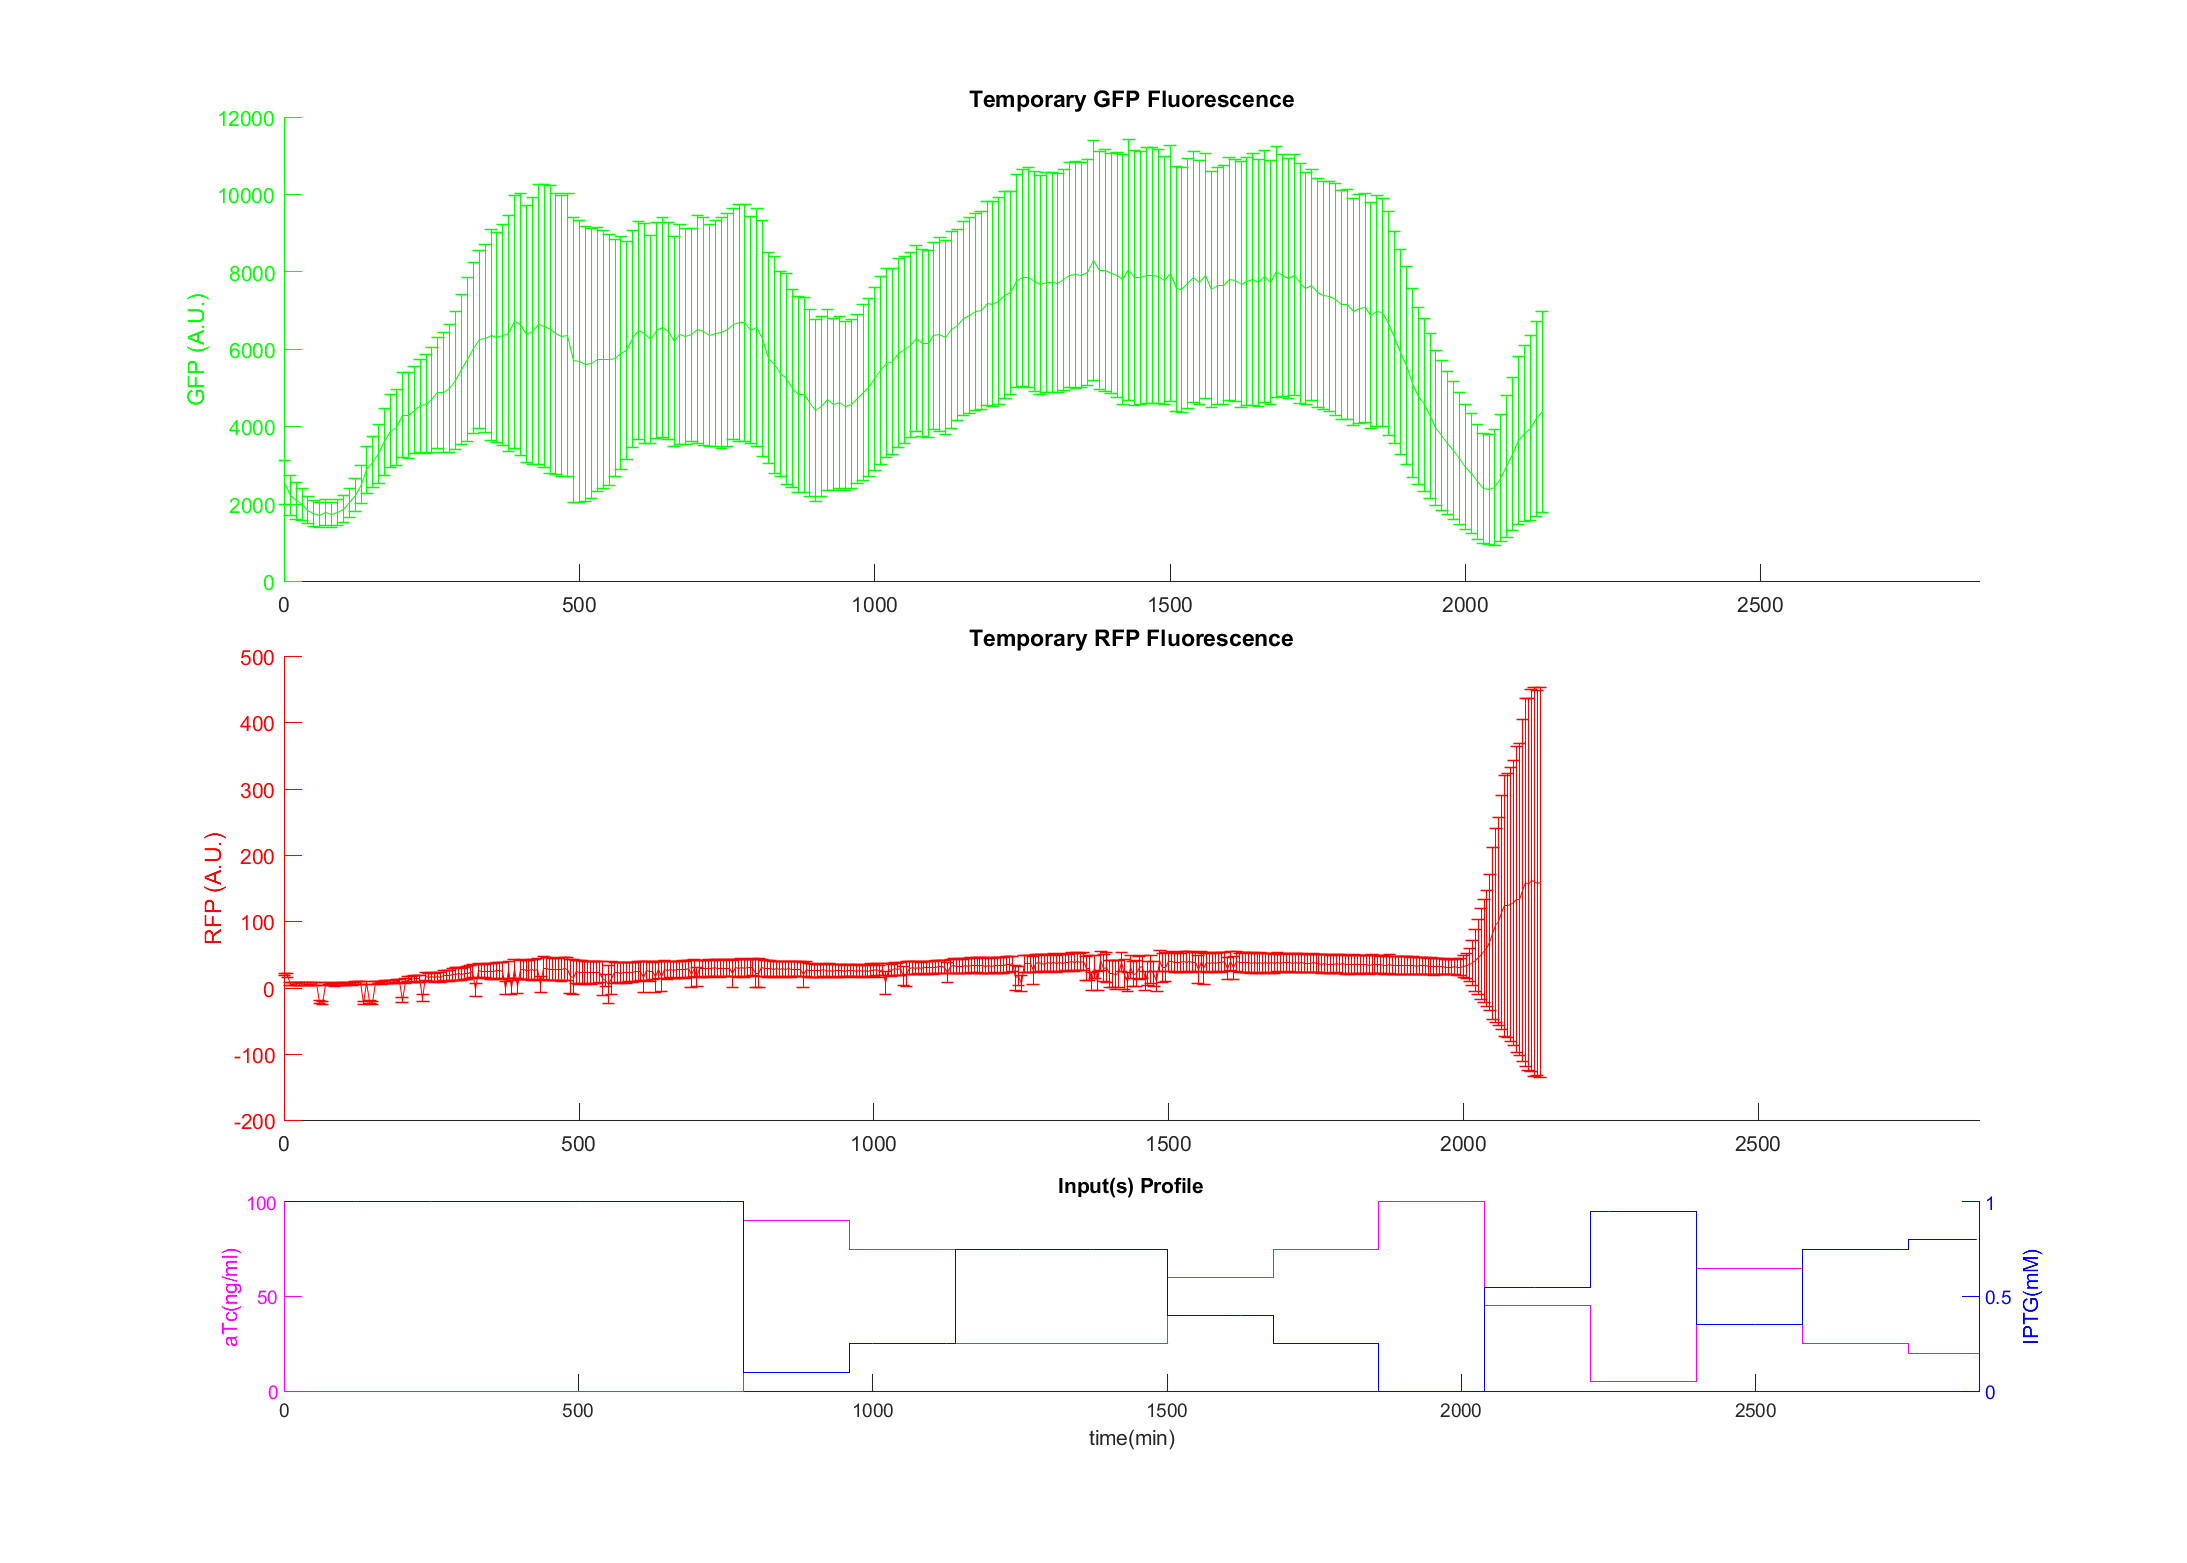 Temporary GFP Fluorescence
12000
10000
8000
6000
4000
2000
0
GFP (A.U.)
0 500 1000 1500 2000 2500
Temporary RFP Fluorescence
500
400
300
200
100
0
-100
-200
RFP (A.U.)
0 500 1000 1500 2000 2500
Input(s) Profile
100
50
0
aTc(ng/ml)
1
0.5
0
IPTG(mM)
0 500 1000 1500 2000 2500
time(min)